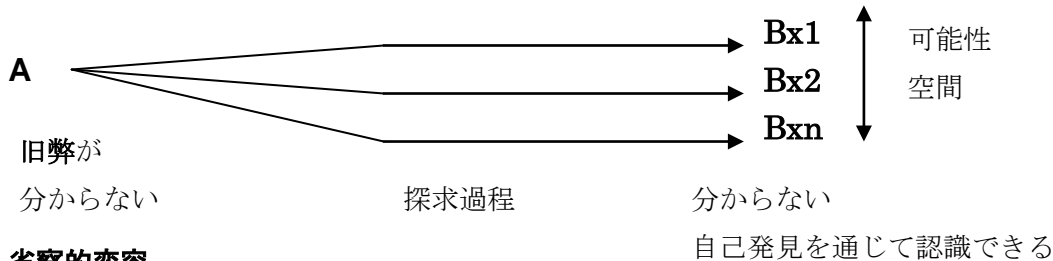 Bx1
可能性
A
Bx2
空間
Bxn
旧弊が
分からない 探求過程 分からない
自己発見を通じて認識できる
省察的変容